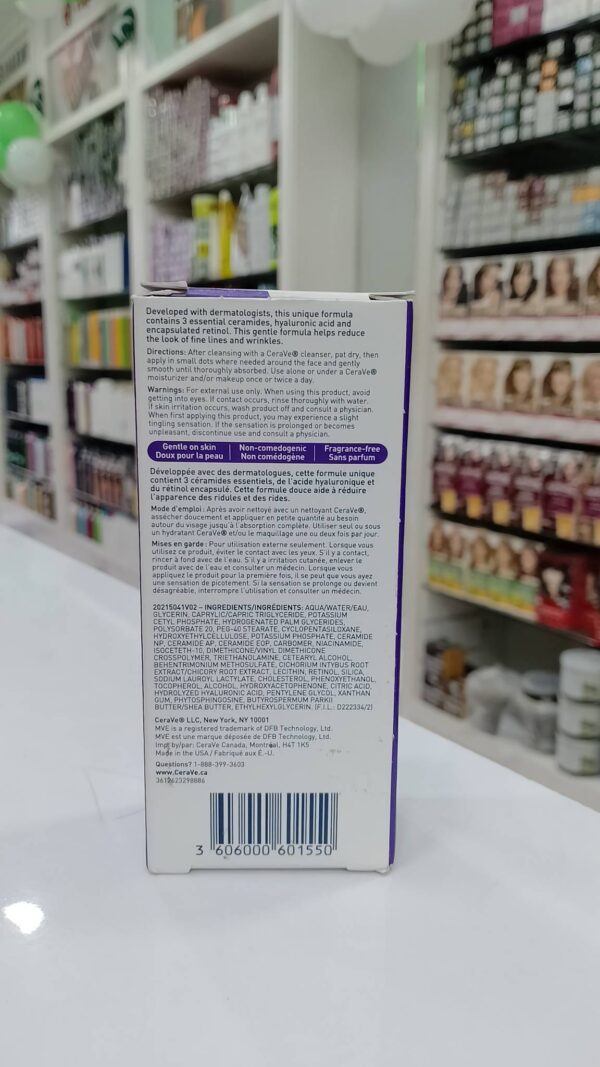 Developed with dermatologists, this unique formula
contains 3 essential ceramides, hyaluronic acid and
encapsulated retinol. This gentle formula helps reduce
the look of fine lines and wrinkles.
Directions: After cleansing with a CeraVe® cleanser, pat dry, then
apply in small dots where needed around the face and gently
smooth until thoroughly absorbed. Use alone or under a CeraVe®
moisturizer and/or makeup once or twice a day.
Warnings: For external use only. When using this product, avoid
getting into eyes. If contact occurs, rinse thoroughly with water.
If skin irritation occurs, wash product off and consult a physician.
When first applying this product, you may experience a slight
tingling sensation. If the sensation is prolonged or becomes
unpleasant, discontinue use and consult a physician.
Gentle on skin Non-comedogenic Fragrance-free
Doux pour la peau Non comédogène Sans parfum
Développée avec des dermatologues, cette formule unique
contient 3 céramides essentiels, de l'acide hyaluronique et
du rétinol encapsulé. Cette formule douce aide à réduire
l'apparence des ridules et des rides.
Mode d'emploi : Après avoir nettoyé avec un nettoyant CeraVe®,
assécher doucement et appliquer en petite quantité au besoin
autour du visage jusqu'à l'absorption complète. Utiliser seul ou sous
un hydratant CeraVe® et/ou le maquillage une ou deux fois par jour.
Mises en garde : Pour utilisation externe seulement. Lorsque vous
utilisez ce produit, éviter le contact avec les yeux. S'il y a contact,
rincer à fond avec de l'eau. S'il y a irritation cutanée, enlever le
produit avec de l'eau et consulter un médecin. Lorsque vous
appliquez le produit pour la première fois, il se peut que vous ayez
une sensation de picotement. Si la sensation se prolonge ou devient
désagréable, interrompre l'utilisation et consulter un médecin.
20215041V02 – INGREDIENTS/INGRÉDIENTS: AQUA/WATER/EAU,
GLYCERIN, CAPRYLIC/CAPRIC TRIGLYCERIDE, POTASSIUM
CETYL PHOSPHATE, HYDROGENATED PALM GLYCERIDES,
POLYSORBATE 20, PEG-40 STEARATE, CYCLOPENTASILOXANE,
HYDROXYETHYLCELLULOSE, POTASSIUM PHOSPHATE, CERAMIDE
NP, CERAMIDE AP, CERAMIDE EOP, CARBOMER, NIACINAMIDE,
ISOCETETH-10, DIMETHICONE/VINYL DIMETHICONE
CROSSPOLYMER, TRIETHANOLAMINE, CETEARYL ALCOHOL,
BEHENTRIMONIUM METHOSULFATE, CICHORIUM INTYBUS ROOT
EXTRACT/CHICORY ROOT EXTRACT, LECITHIN, RETINOL, SILICA,
SODIUM LAUROYL LACTYLATE, CHOLESTEROL, PHENOXYETHANOL,
TOCOPHEROL, ALCOHOL, HYDROXYACETOPHENONE, CITRIC ACID,
HYDROLYZED HYALURONIC ACID, PENTYLENE GLYCOL, XANTHAN
GUM, PHYTOSPHINGOSINE, BUTYROSPERMUM PARKII
BUTTER/SHEA BUTTER, ETHYLHEXYLGLYCERIN. (F.I.L.: D222334/2)
CeraVe® LLC, New York, NY 10001
MVE is a registered trademark of DFB Technology, Ltd.
MVE est une marque déposée de DFB Technology, Ltd.
Imp. by/par: CeraVe Canada, Montréal, H4T 1K5
Made in the USA / Fabriqué aux É.-U.
Questions? 1-888-399-3603
www.CeraVe.ca
3612623298886
3 606000 601550